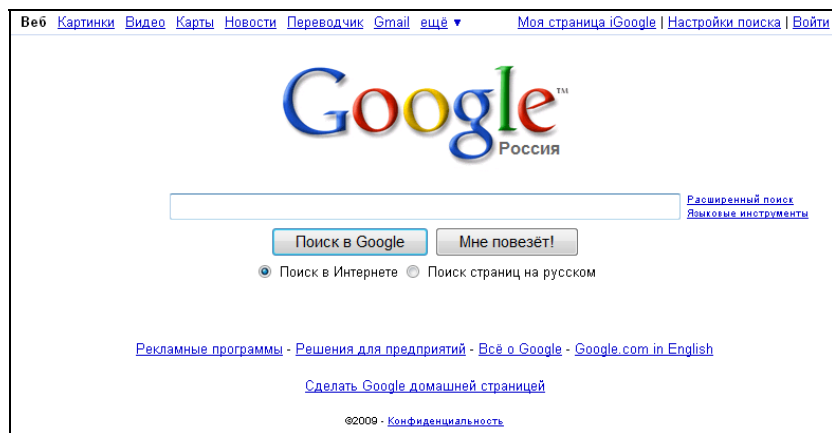 Веб Картинки Видео Карты Новости Переводчик Gmail ещё ▼ Моя страница iGoogle | Настройки поиска | Войти
Google™
Россия
Расширенный поиск
Языковые инструменты
Поиск в Google Мне повезёт!
Поиск в Интернете Поиск страниц на русском
Рекламные программы - Решения для предприятий - Всё о Google - Google.com in English
Сделать Google домашней страницей
©2009 - Конфиденциальность